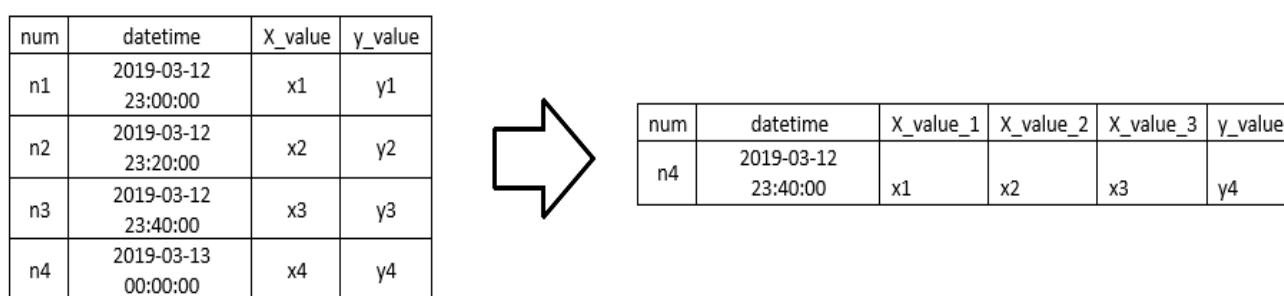 num datetime X_value y_value
n1 2019-03-12 23:00:00 x1 y1
n2 2019-03-12 23:20:00 x2 y2
n3 2019-03-12 23:40:00 x3 y3
n4 2019-03-13 00:00:00 x4 y4
num datetime X_value_1 X_value_2 X_value_3 y_value
n4 2019-03-12 23:40:00 x1 x2 x3 y4